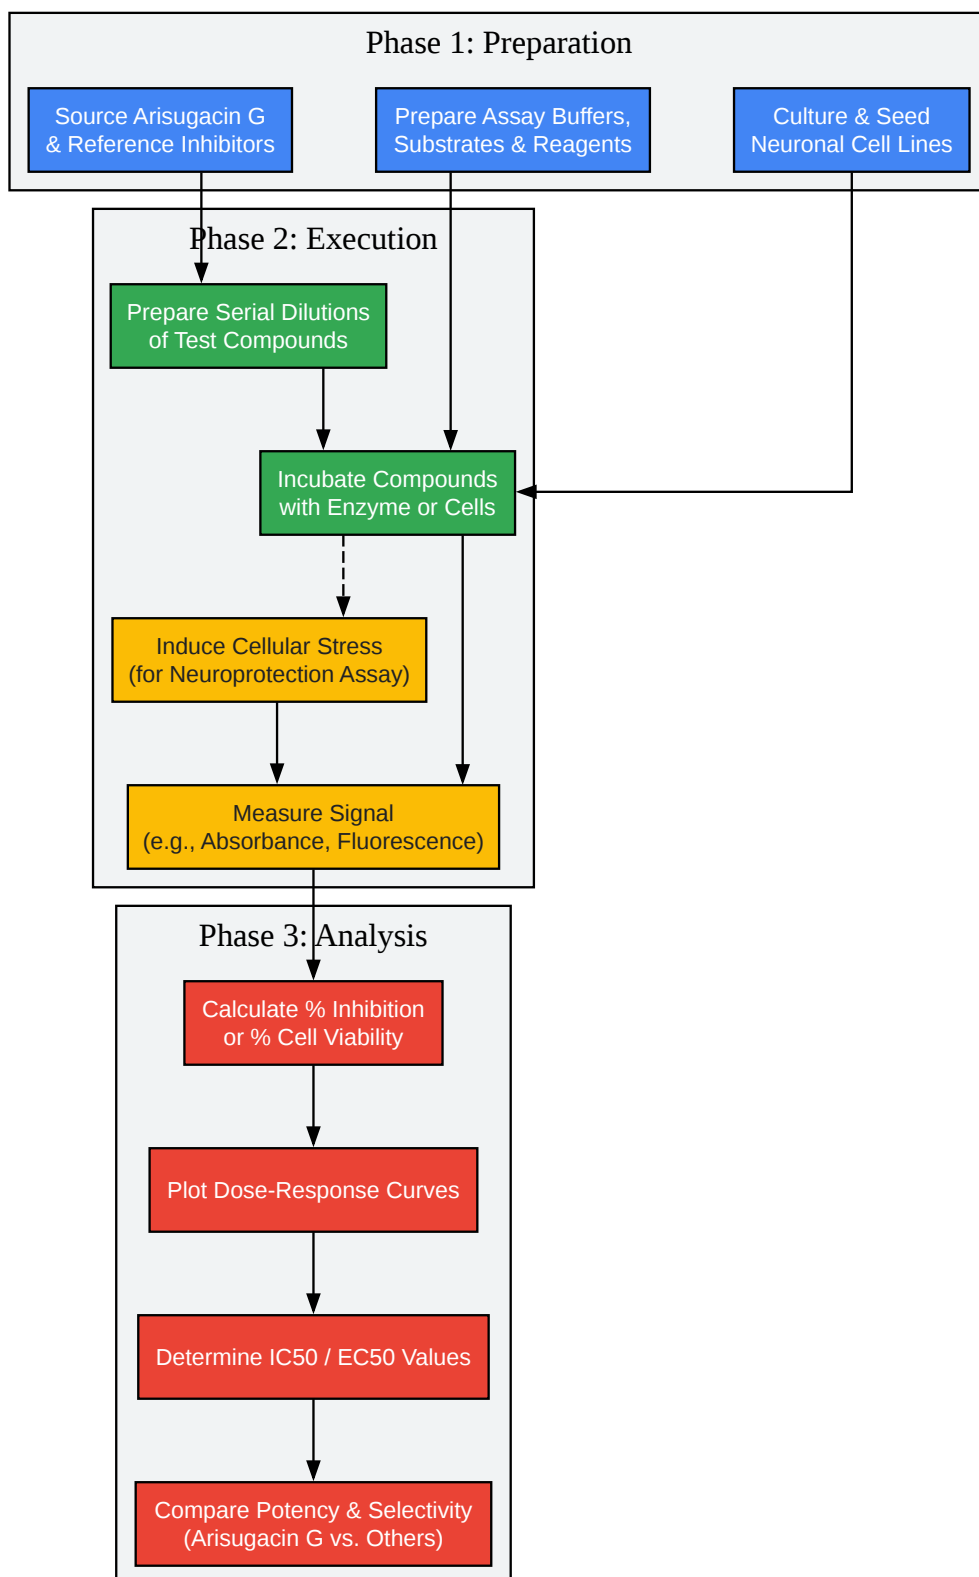 Phase 1: Preparation
Source Arisugacin G
& Reference Inhibitors
Prepare Assay Buffers,
Substrates & Reagents
Culture & Seed
Neuronal Cell Lines
Phase 2: Execution
Prepare Serial Dilutions
of Test Compounds
Incubate Compounds
with Enzyme or Cells
Induce Cellular Stress
(for Neuroprotection Assay)
Measure Signal
(e.g., Absorbance, Fluorescence)
Phase 3: Analysis
Calculate % Inhibition
or % Cell Viability
Plot Dose-Response Curves
Determine IC50 / EC50 Values
Compare Potency & Selectivity
(Arisugacin G vs. Others)